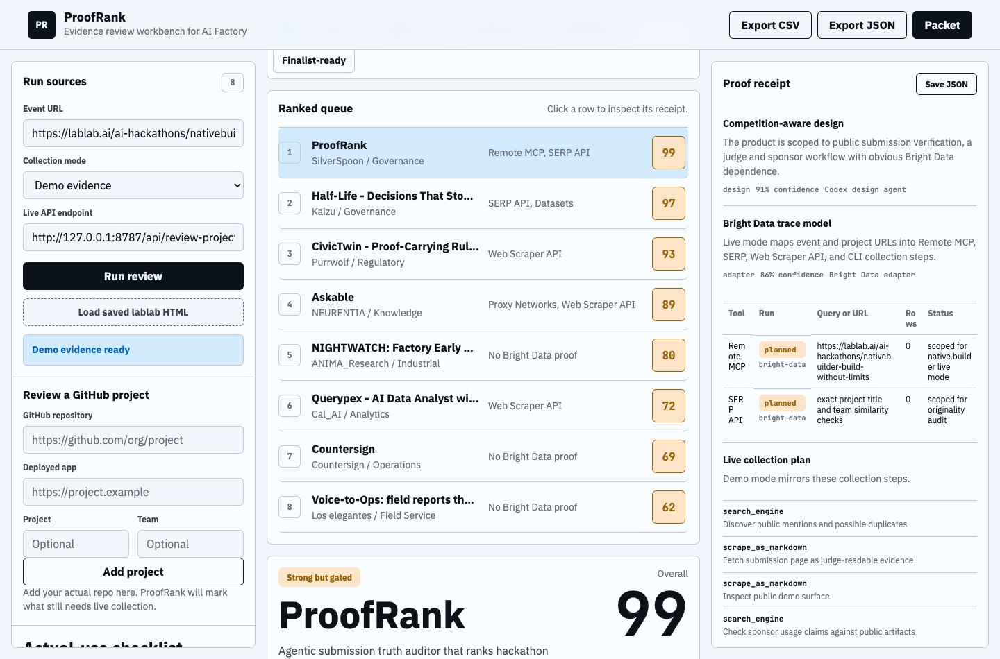 PR
ProofRank
Evidence review workbench for AI Factory
Export CSV
Export JSON
Packet
Run sources
8
Event URL
https://lablab.ai/ai-hackathons/nativebui
Collection mode
Demo evidence
Live API endpoint
http://127.0.0.1:8787/api/review-project
Run review
Load saved lablab HTML
Demo evidence ready
Review a GitHub project
GitHub repository
https://github.com/org/project
Deployed app
https://project.example
Project
Team
Optional
Optional
Add project
Add your actual repo here. ProofRank will mark
what still needs live collection.
Actual-use checklist
Finalist-ready
Ranked queue
Click a row to inspect its receipt.
1
ProofRank
SilverSpoon / Governance
Remote MCP, SERP API
99
2
Half-Life - Decisions That Sto...
Kaizu / Governance
SERP API, Datasets
97
3
CivicTwin - Proof-Carrying Rul...
Purrwolf / Regulatory
Web Scraper API
93
4
Askable
NEURENTIA / Knowledge
Proxy Networks, Web Scraper API
89
5
NIGHTWATCH: Factory Early ...
ANIMA_Research / Industrial
No Bright Data proof
80
6
Querypex - AI Data Analyst wi...
Cal_AI / Analytics
Web Scraper API
72
7
Countersign
Countersign / Operations
No Bright Data proof
69
8
Voice-to-Ops: field reports th...
Los elegantes / Field Service
No Bright Data proof
62
Strong but gated
Overall
ProofRank
99
Agentic submission truth auditor that ranks hackathon
Proof receipt
Save JSON
Competition-aware design
The product is scoped to public submission verification, a
judge and sponsor workflow with obvious Bright Data
dependence.
design 91% confidence Codex design agent
Bright Data trace model
Live mode maps event and project URLs into Remote MCP,
SERP, Web Scraper API, and CLI collection steps.
adapter 86% confidence Bright Data adapter
Tool
Run
Query or URL
Ro
ws
Status
Rem
ote
MCP
planned
bright-data
https://lablab.ai/ai-
hackathons/nativeb
uilder-build-
without-limits
0
scoped for
native.build
er live
mode
SER
P
API
planned
bright-data
exact project title
and team similarity
checks
0
scoped for
originality
audit
Live collection plan
Demo mode mirrors these collection steps.
search_engine
Discover public mentions and possible duplicates
scrape_as_markdown
Fetch submission page as judge-readable evidence
scrape_as_markdown
Inspect public demo surface
search_engine
Check sponsor usage claims against public artifacts